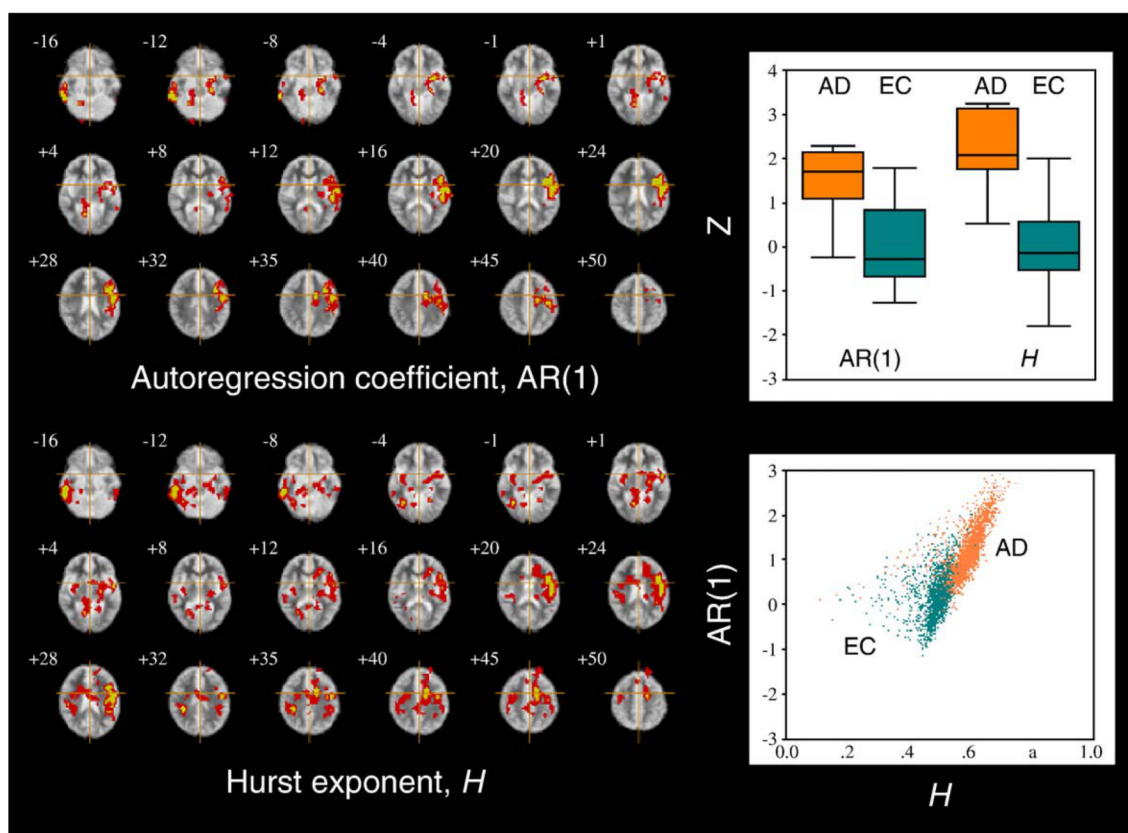 -16 -12 -8 -4 -1 +1
+4 +8 +12 +16 +20 +24
+28 +32 +35 +40 +45 +50
Autoregression coefficient, AR(1)
-16 -12 -8 -4 -1 +1
+4 +8 +12 +16 +20 +24
+28 +32 +35 +40 +45 +50
Hurst exponent, H
4
AD EC AD EC
3
2
1
Z
0
-1
-2
AR(1) H
-3
3
2
AD
1
AR(1)
0
EC
-1
-2
-3
0.0 .2 .4 .6 a 1.0
H